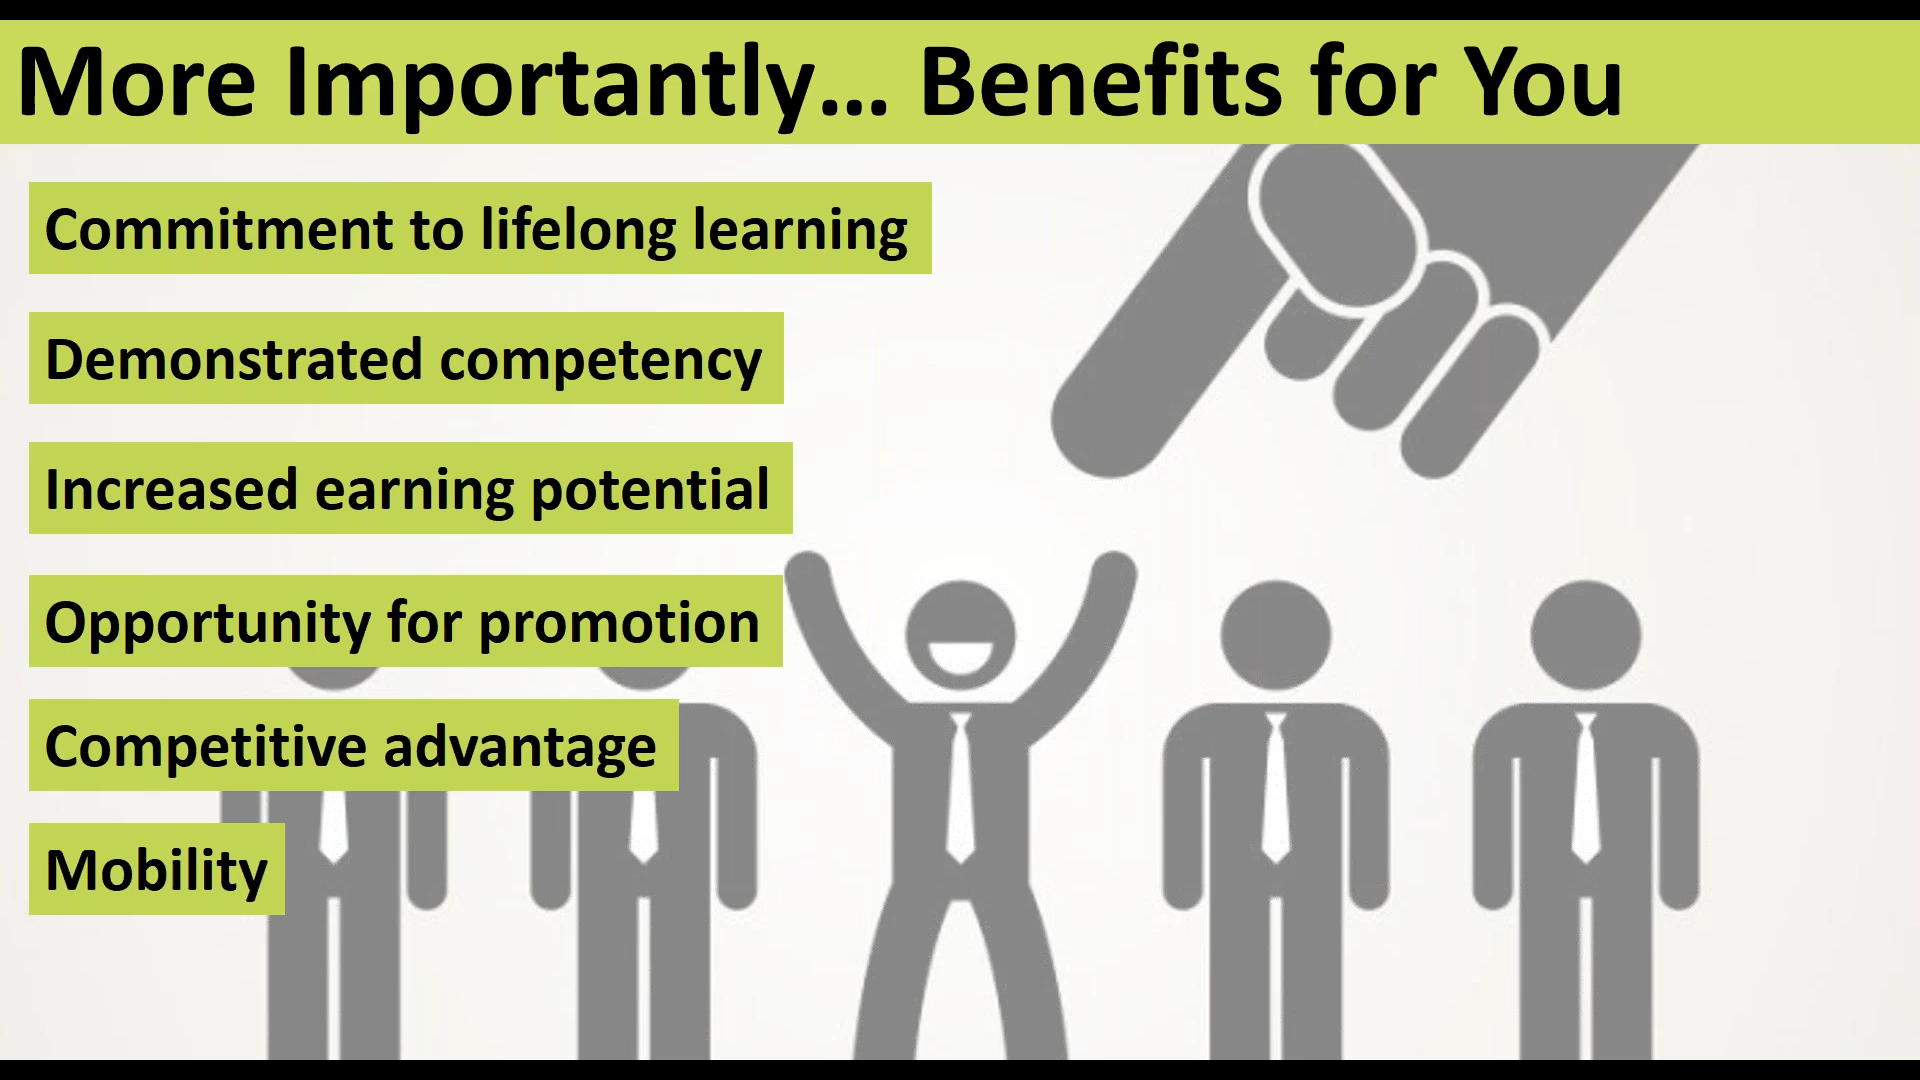 More Importantly... Benefits for You
Commitment to lifelong learning
Demonstrated competency
Increased earning potential
Opportunity for promotion
Competitive advantage
Mobility